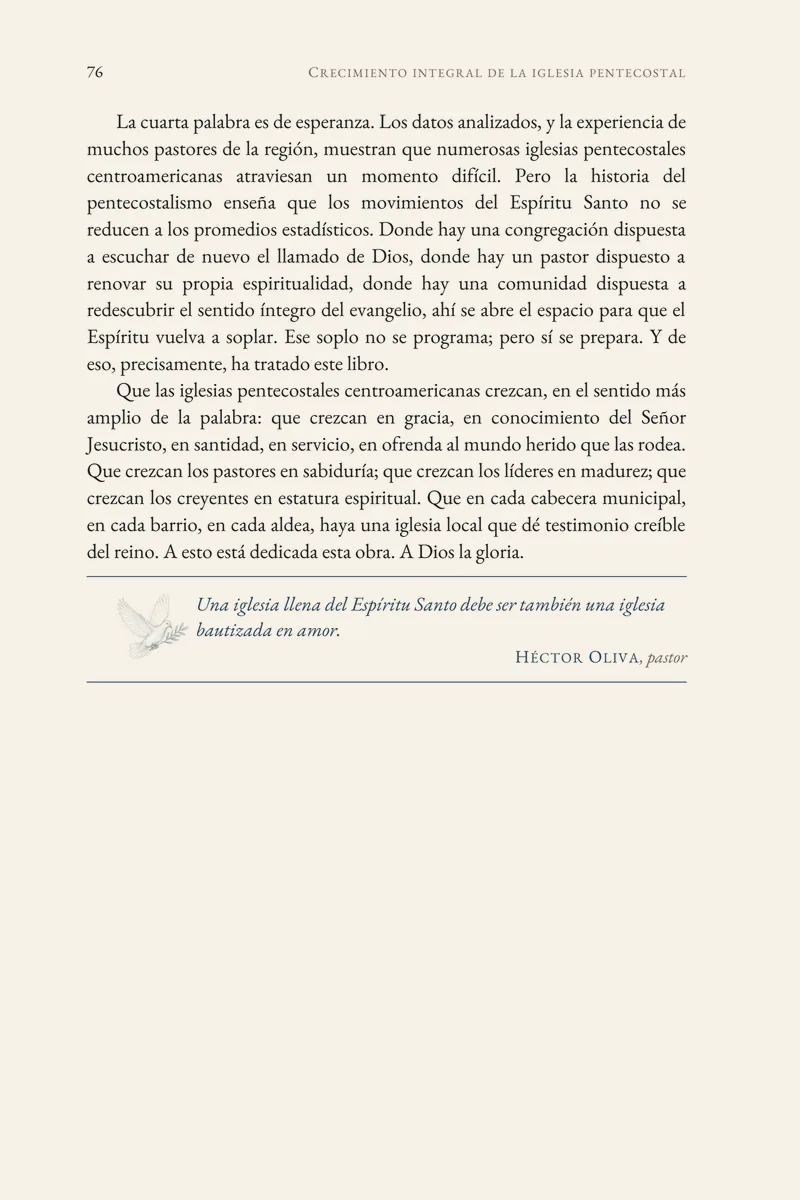 76
CRECIMIENTO INTEGRAL DE LA IGLESIA PENTECOSTAL
La cuarta palabra es de esperanza. Los datos analizados, y la experiencia de
muchos pastores de la región, muestran que numerosas iglesias pentecostales
centroamericanas atraviesan un momento difícil. Pero la historia del
pentecostalismo enseña que los movimientos del Espíritu Santo no se
reducen a los promedios estadísticos. Donde hay una congregación dispuesta
a escuchar de nuevo el llamado de Dios, donde hay un pastor dispuesto a
renovar su propia espiritualidad, donde hay una comunidad dispuesta a
redescubrir el sentido íntegro del evangelio, ahí se abre el espacio para que el
Espíritu vuelva a soplar. Ese soplo no se programa; pero sí se prepara. Y de
eso, precisamente, ha tratado este libro.
Que las iglesias pentecostales centroamericanas crezcan, en el sentido más
amplio de la palabra: que crezcan en gracia, en conocimiento del Señor
Jesucristo, en santidad, en servicio, en ofrenda al mundo herido que las rodea.
Que crezcan los pastores en sabiduría; que crezcan los líderes en madurez; que
crezcan los creyentes en estatura espiritual. Que en cada cabecera municipal,
en cada barrio, en cada aldea, haya una iglesia local que dé testimonio creíble
del reino. A esto está dedicada esta obra. A Dios la gloria.
Una iglesia llena del Espíritu Santo debe ser también una iglesia
bautizada en amor.
HÉCTOR OLIVA, pastor